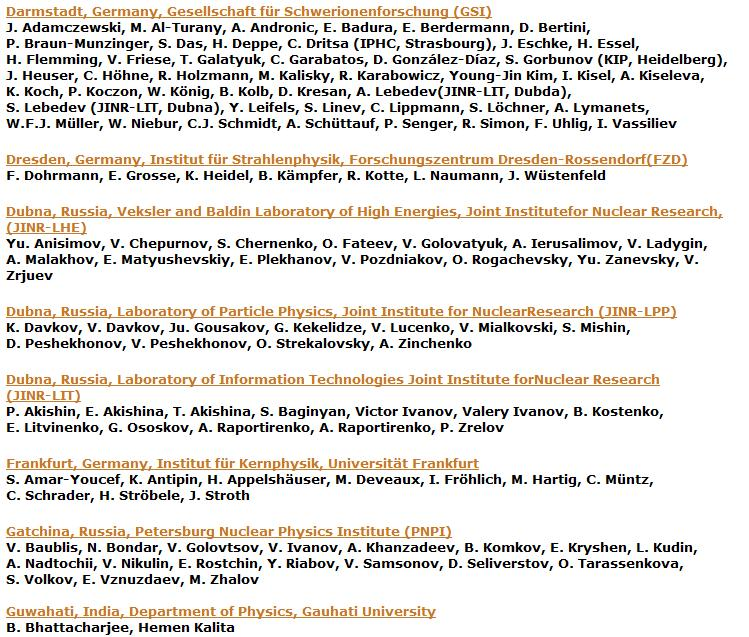 Darmstadt, Germany, Gesellschaft für Schwerionenforschung (GSI)
J. Adamczewski, M. Al-Turany, A. Andronic, E. Badura, E. Berdermann, D. Bertini,
P. Braun-Munzinger, S. Das, H. Deppe, C. Dritsa (IPHC, Strasbourg), J. Eschke, H. Essel,
H. Flemming, V. Friese, T. Galatyuk, C. Garabatos, D. González-Díaz, S. Gorbunov (KIP, Heidelberg),
J. Heuser, C. Höhne, R. Holzmann, M. Kalisky, R. Karabowicz, Young-Jin Kim, I. Kisel, A. Kiseleva,
K. Koch, P. Koczon, W. König, B. Kolb, D. Kresan, A. Lebedev(JINR-LIT, Dubda),
S. Lebedev (JINR-LIT, Dubna), Y. Leifels, S. Linev, C. Lippmann, S. Löchner, A. Lymanets,
W.F.J. Müller, W. Niebur, C.J. Schmidt, A. Schüttauf, P. Senger, R. Simon, F. Uhlig, I. Vassiliev
Dresden, Germany, Institut für Strahlenphysik, Forschungszentrum Dresden-Rossendorf(FZD)
F. Dohrmann, E. Grosse, K. Heidel, B. Kämpfer, R. Kotte, L. Naumann, J. Wüstenfeld
Dubna, Russia, Veksler and Baldin Laboratory of High Energies, Joint Institutefor Nuclear Research,
(JINR-LHE)
Yu. Anisimov, V. Chepurnov, S. Chernenko, O. Fateev, V. Golovatyuk, A. Ierusalimov, V. Ladygin,
A. Malakhov, E. Matyushevskiy, E. Plekhanov, V. Pozdniakov, O. Rogachevsky, Yu. Zanevsky, V.
Zrjuev
Dubna, Russia, Laboratory of Particle Physics, Joint Institute for NuclearResearch (JINR-LPP)
K. Davkov, V. Davkov, Ju. Gousakov, G. Kekelidze, V. Lucenko, V. Mialkovski, S. Mishin,
D. Peshekhonov, V. Peshekhonov, O. Strekalovsky, A. Zinchenko
Dubna, Russia, Laboratory of Information Technologies Joint Institute forNuclear Research
(JINR-LIT)
P. Akishin, E. Akishina, T. Akishina, S. Baginyan, Victor Ivanov, Valery Ivanov, B. Kostenko,
E. Litvinenko, G. Ososkov, A. Raportirenko, A. Raportirenko, P. Zrelov
Frankfurt, Germany, Institut für Kernphysik, Universität Frankfurt
S. Amar-Youcef, K. Antipin, H. Appelshäuser, M. Deveaux, I. Fröhlich, M. Hartig, C. Müntz,
C. Schrader, H. Ströbele, J. Stroth
Gatchina, Russia, Petersburg Nuclear Physics Institute (PNPI)
V. Baublis, N. Bondar, V. Golovtsov, V. Ivanov, A. Khanzadeev, B. Komkov, E. Kryshen, L. Kudin,
A. Nadtochii, V. Nikulin, E. Rostchin, Y. Riabov, V. Samsonov, D. Seliverstov, O. Tarassenkova,
S. Volkov, E. Vznuzdaev, M. Zhalov
Guwahati, India, Department of Physics, Gauhati University
B. Bhattacharjee, Hemen Kalita